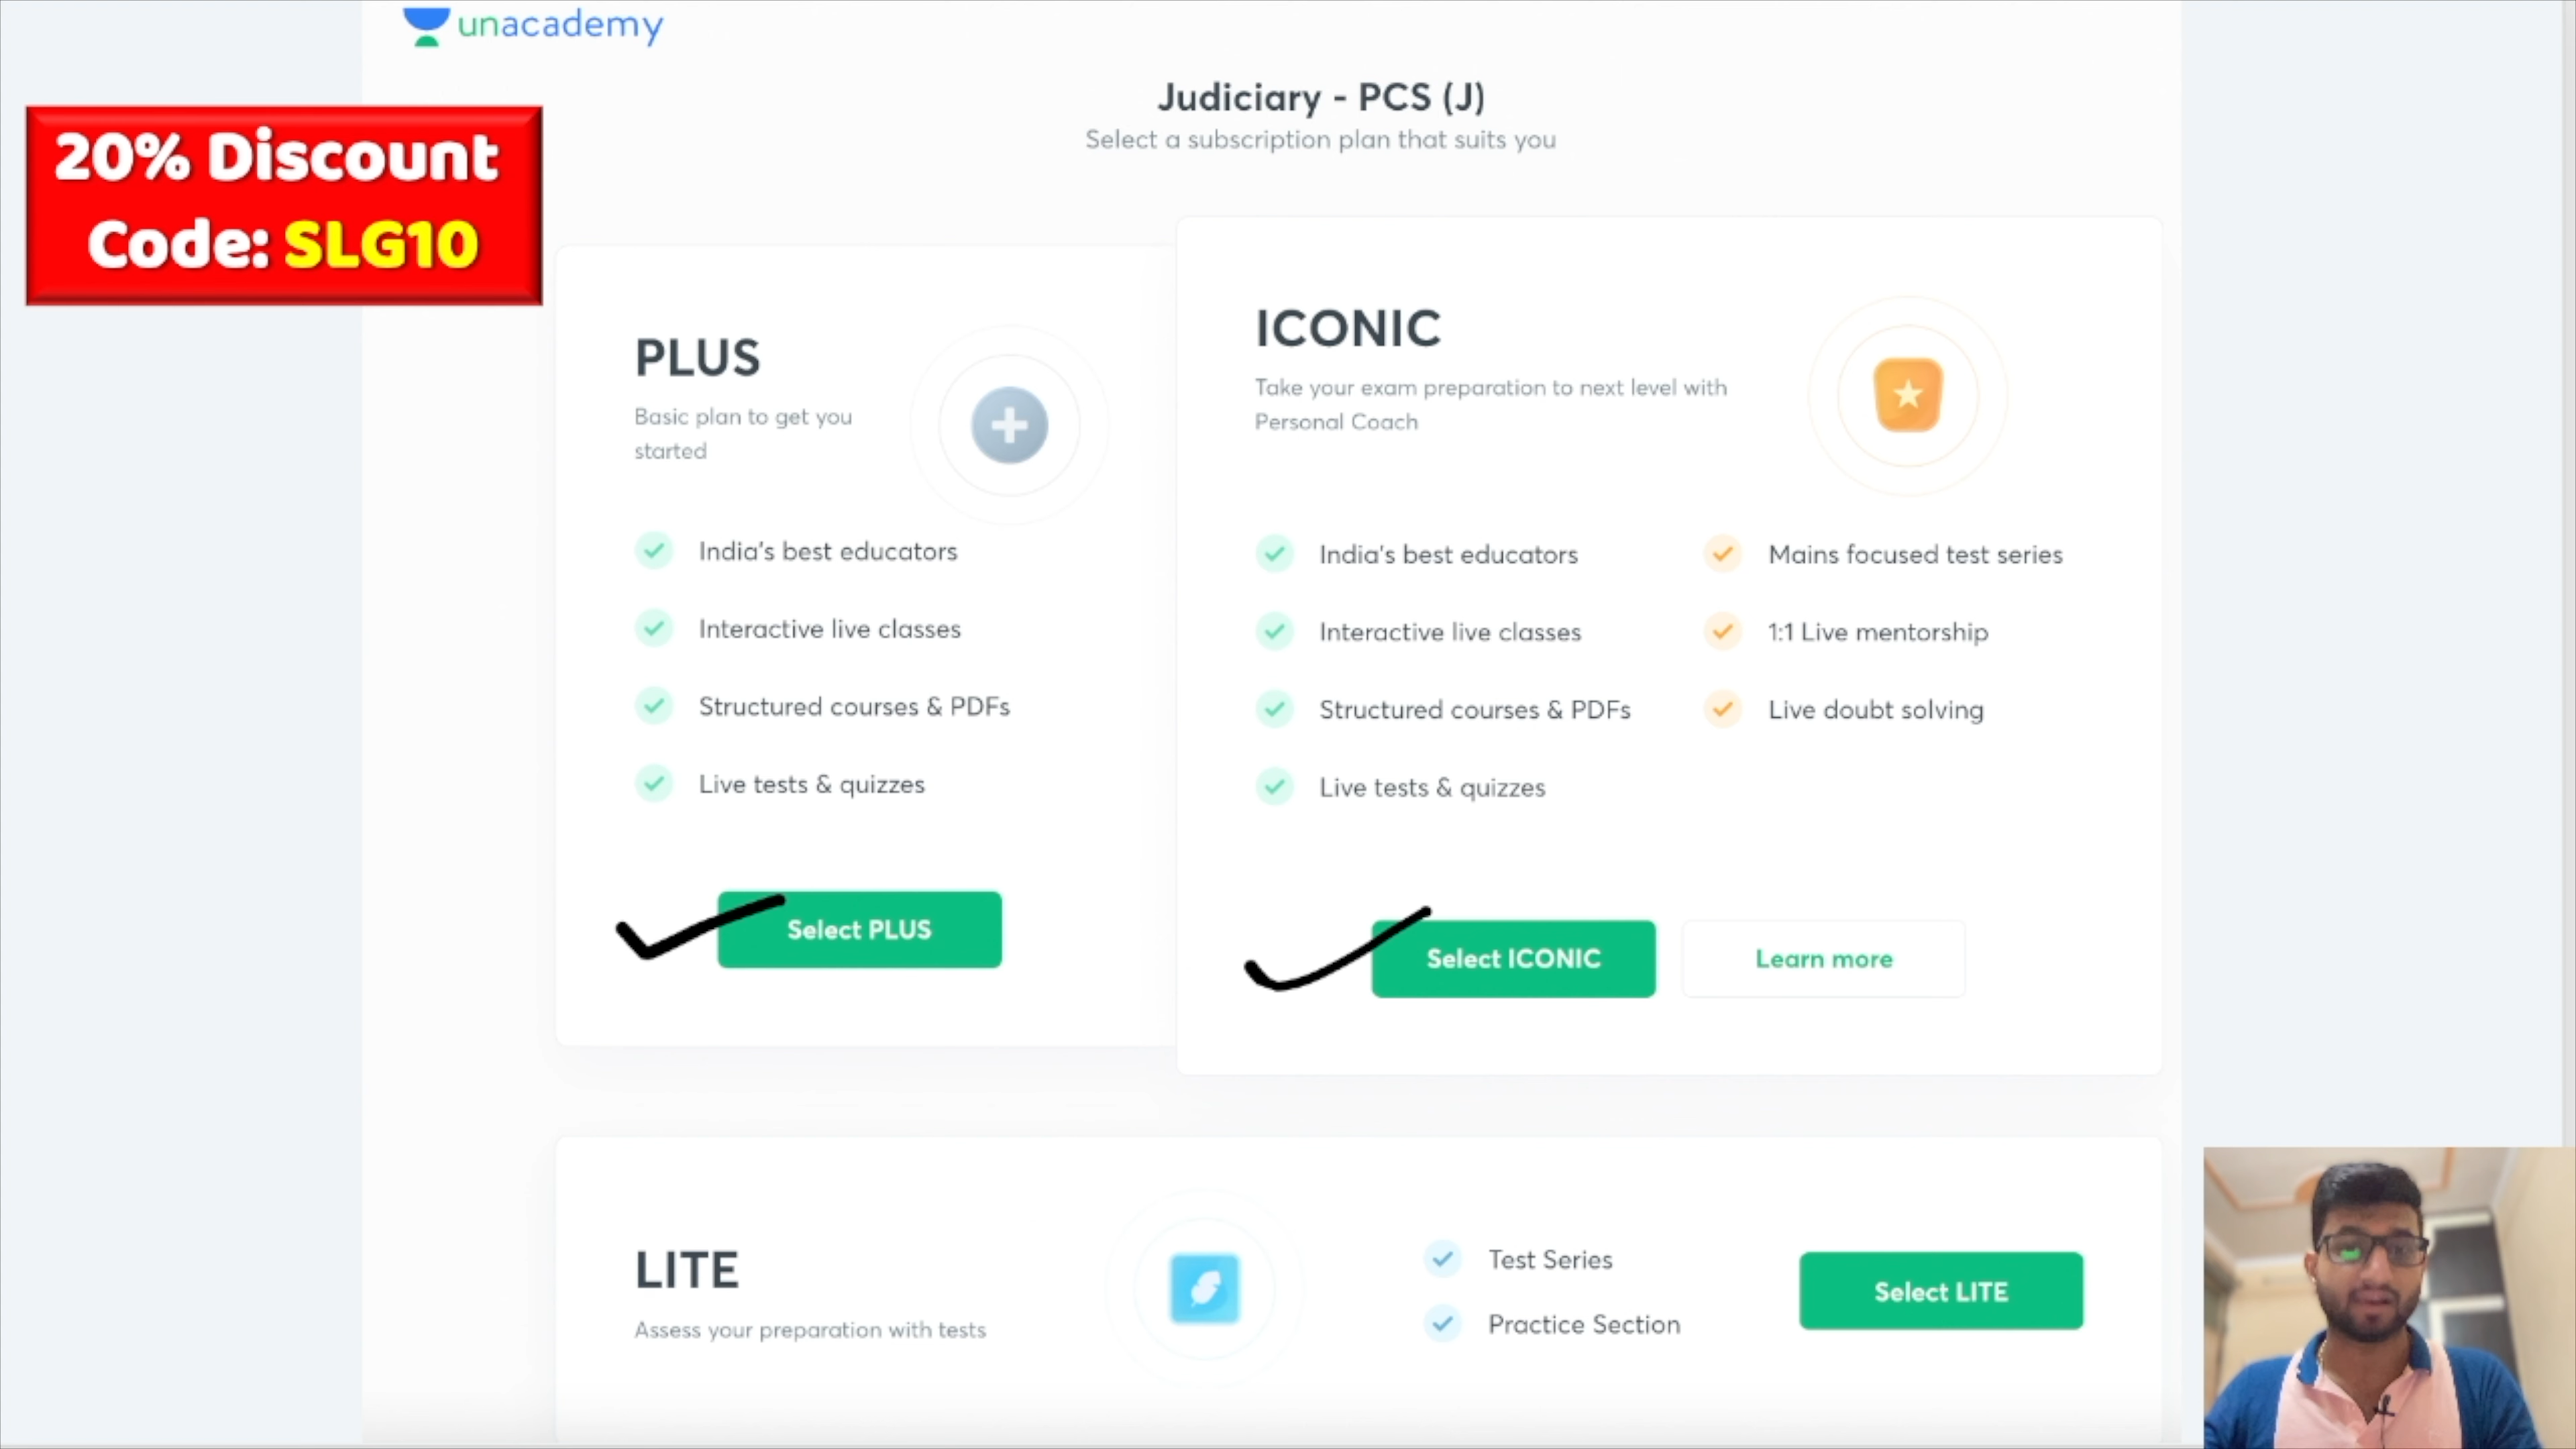 unacademy
Judiciary - PCS (J)
Select a subscription plan that suits you
20% Discount
Code: SLG10
PLUS
Basic plan to get you
started
India's best educators
Interactive live classes
Structured courses & PDFs
Live tests & quizzes
Select PLUS
ICONIC
Take your exam preparation to next level with
Personal Coach
India's best educators
Interactive live classes
Structured courses & PDFs
Live tests & quizzes
Mains focused test series
1:1 Live mentorship
Live doubt solving
Select ICONIC
Learn more
LITE
Assess your preparation with tests
Test Series
Practice Section
Select LITE